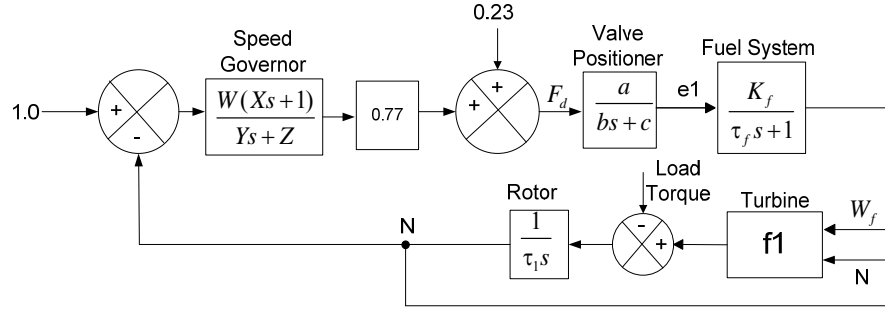 0.23
Speed
Governor
Valve
Positioner
Fuel System
1.0
+
-
W(Xs+1)
Ys+Z
0.77
+
+
F_d
a
bs+c
e1
K_f
τ_f s+1
Load
Torque
Rotor
Turbine
N
1
τ_1 s
-
+
f1
W_f
N